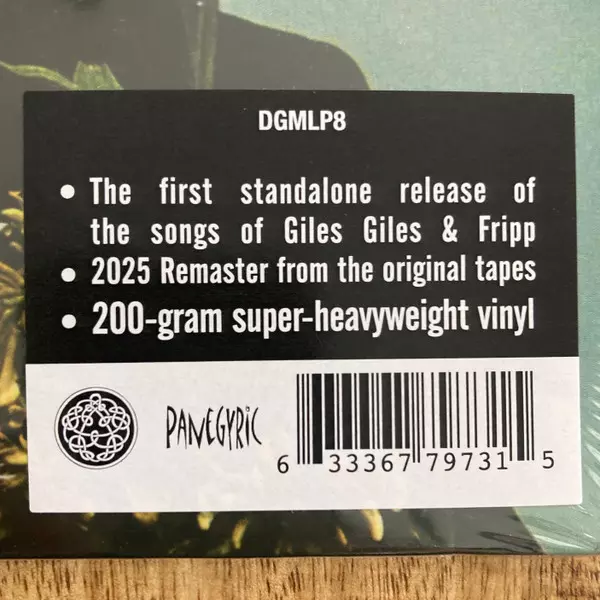 DGMLP8
• The first standalone release of
the songs of Giles Giles & Fripp
• 2025 Remaster from the original tapes
• 200-gram super-heavyweight vinyl
PANEGYRIC
6 33367 79731 5